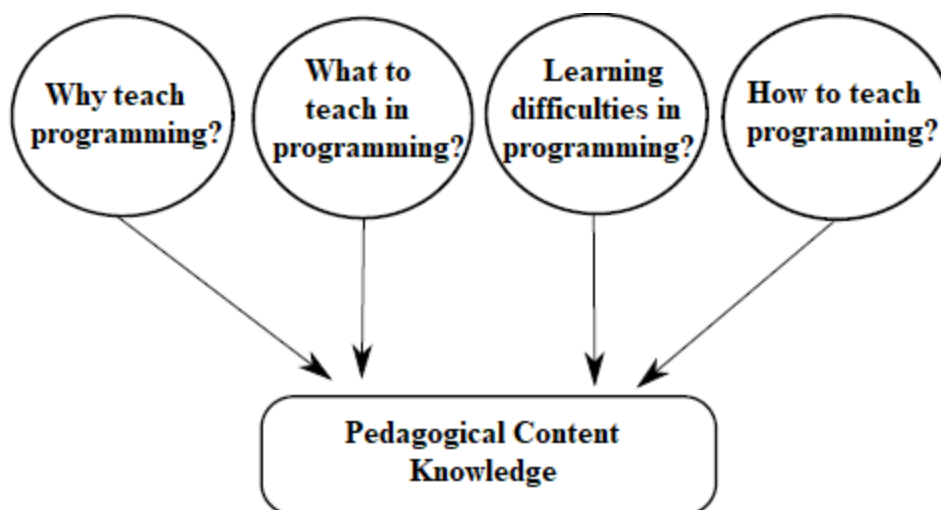 Why teach
programming?
What to
teach in
programming?
Learning
difficulties in
programming?
How to teach
programming?
Pedagogical Content
Knowledge